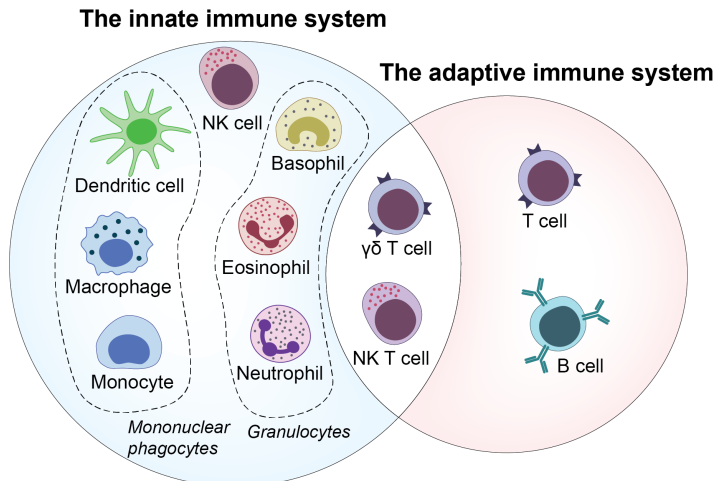 The innate immune system
The adaptive immune system
NK cell
Basophil
Dendritic cell
T cell
γδ T cell
Eosinophil
Macrophage
NK T cell
B cell
Neutrophil
Monocyte
Mononuclear
phagocytes
Granulocytes